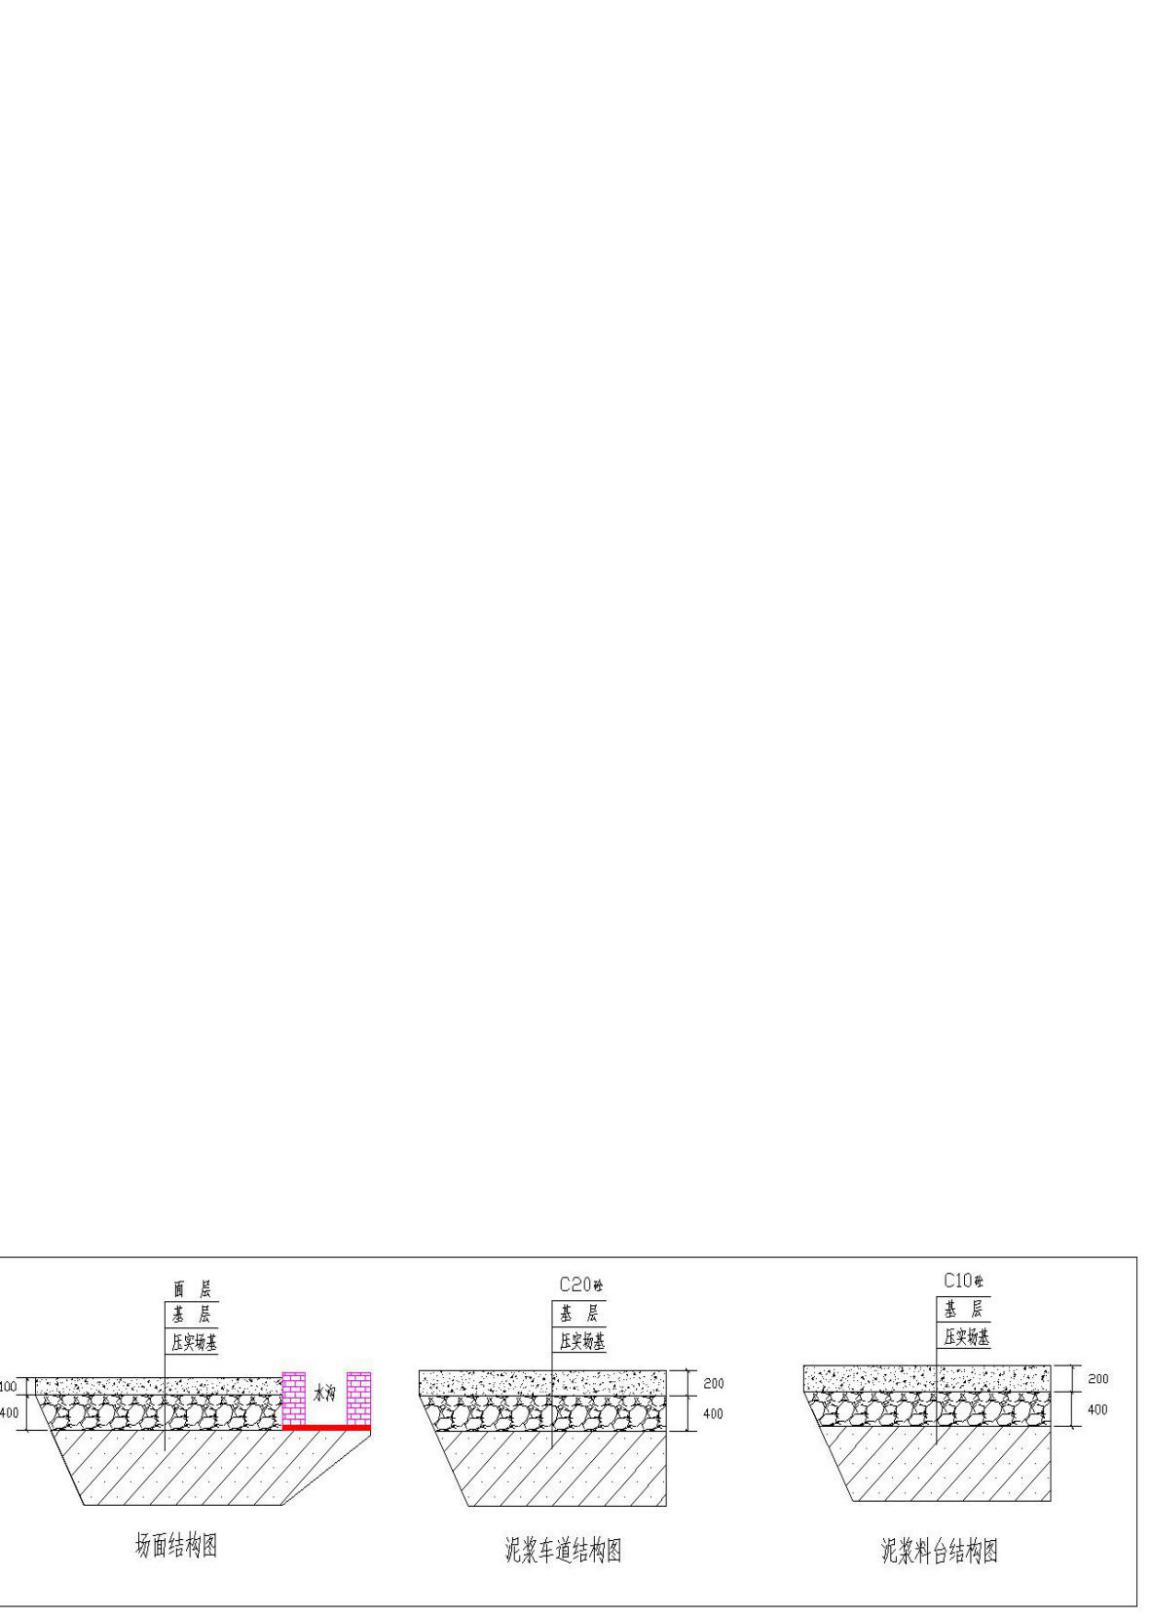 面 层
基 层
压实场基
100
400
水沟
场面结构图
C20砼
基 层
压实场基
200
400
泥浆车道结构图
C10砼
基 层
压实场基
200
400
泥浆料台结构图